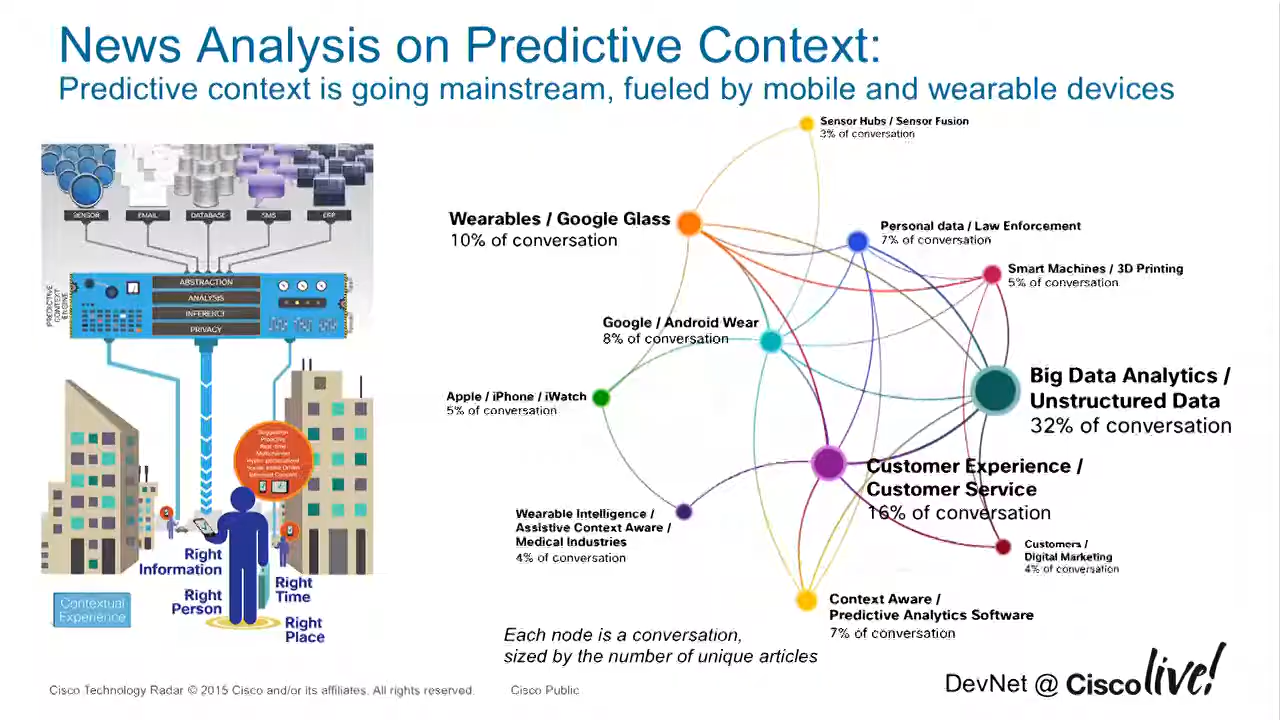 News Analysis on Predictive Context:
Predictive context is going mainstream, fueled by mobile and wearable devices
SENSOR
EMAIL
DATABASE
SMS
ERP
PREDICTIVE
CONTEXT
ENGINE
ABSTRACTION
ANALYSIS
INFERENCE
PRIVACY
Right
Information
Right
Person
Right
Time
Right
Place
Contextual
Experience
Sensor Hubs / Sensor Fusion
3% of conversation
Wearables / Google Glass
10% of conversation
Personal data / Law Enforcement
7% of conversation
Smart Machines / 3D Printing
5% of conversation
Google / Android Wear
8% of conversation
Apple / iPhone / iWatch
5% of conversation
Big Data Analytics /
Unstructured Data
32% of conversation
Customer Experience /
Customer Service
16% of conversation
Wearable Intelligence /
Assistive Context Aware /
Medical Industries
4% of conversation
Customers /
Digital Marketing
4% of conversation
Context Aware /
Predictive Analytics Software
7% of conversation
Each node is a conversation,
sized by the number of unique articles
Cisco Technology Radar © 2015 Cisco and/or its affiliates. All rights reserved.
Cisco Public
DevNet @ Cisco live!